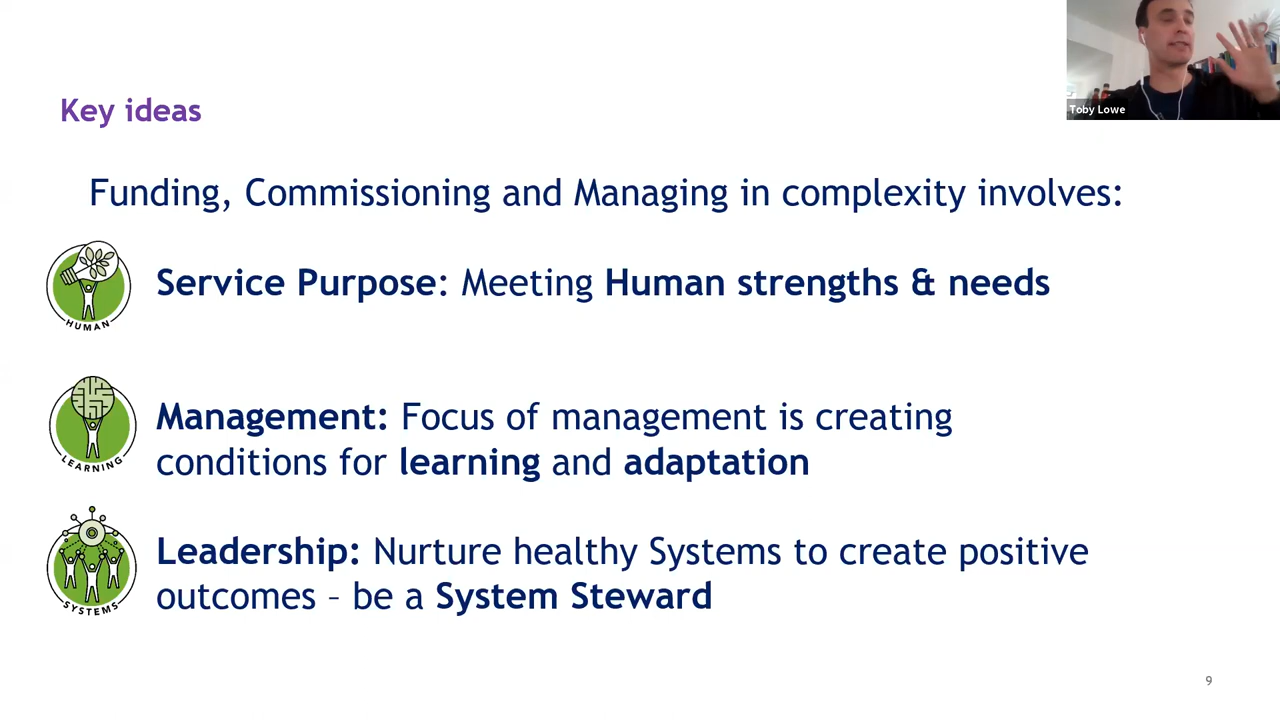 Toby Lowe
Key ideas
Funding, Commissioning and Managing in complexity involves:
HUMAN
Service Purpose: Meeting Human strengths & needs
LEARNING
Management: Focus of management is creating
conditions for learning and adaptation
SYSTEMS
Leadership: Nurture healthy Systems to create positive
outcomes – be a System Steward
9